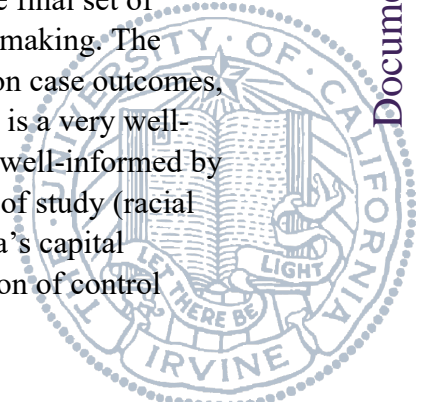 e final set of
making. The
on case outcomes,
is a very well-
well-informed by
of study (racial
a's capital
on of control
Docume
THE UNIVERSITY · OF · CALIFORNIA
LET THERE BE LIGHT
IRVINE